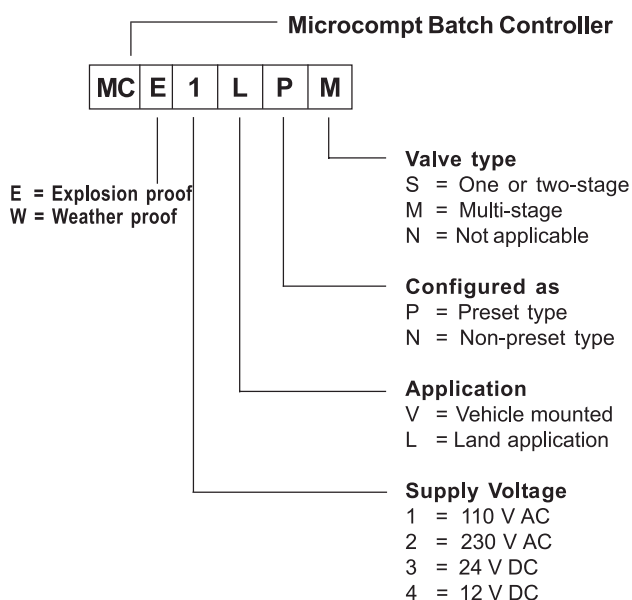 Microcompt Batch Controller
MC E 1 L P M
E = Explosion proof
W = Weather proof
Valve type
S = One or two-stage
M = Multi-stage
N = Not applicable
Configured as
P = Preset type
N = Non-preset type
Application
V = Vehicle mounted
L = Land application
Supply Voltage
1 = 110 V AC
2 = 230 V AC
3 = 24 V DC
4 = 12 V DC